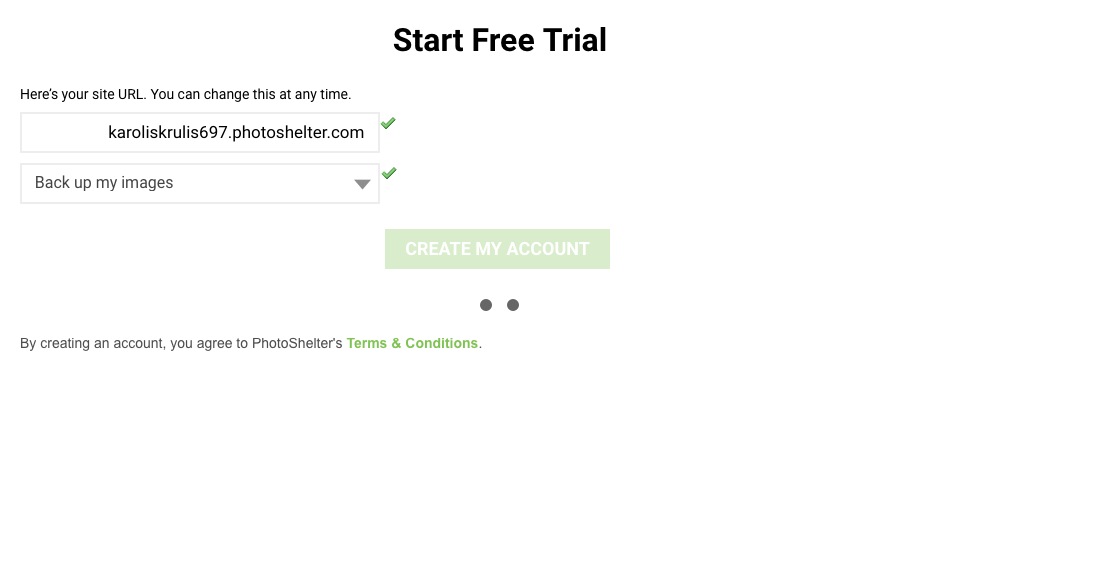 Start Free Trial
Here's your site URL. You can change this at any time.
karoliskrulis697.photoshelter.com
Back up my images
CREATE MY ACCOUNT
By creating an account, you agree to PhotoShelter's Terms & Conditions.